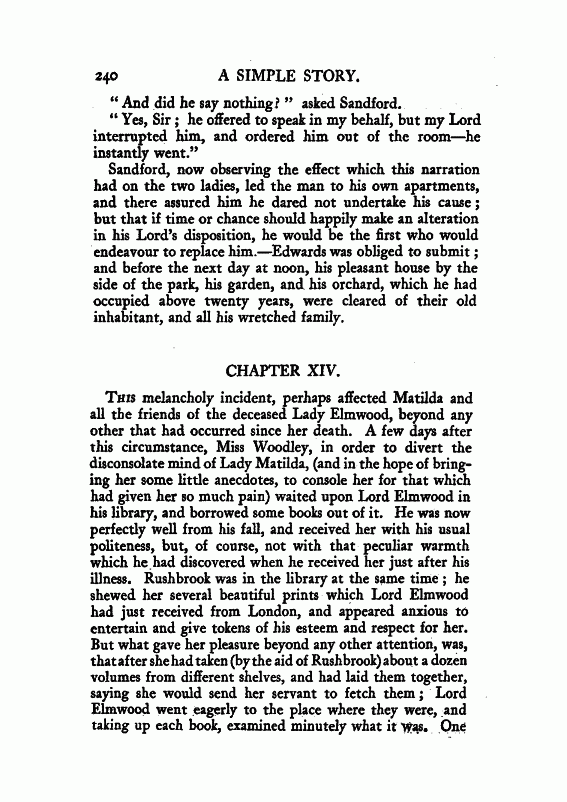 240 A SIMPLE STORY.
“ And did he say nothing? ” asked Sandford.
“ Yes, Sir ; he offered to speak in my behalf, but my Lord
interrupted him, and ordered him out of the room—he
instantly went.”
Sandford, now observing the effect which this narration
had on the two ladies, led the man to his own apartments,
and there assured him he dared not undertake his cause ;
but that if time or chance should happily make an alteration
in his Lord’s disposition, he would be the first who would
endeavour to replace him.—Edwards was obliged to submit ;
and before the next day at noon, his pleasant house by the
side of the park, his garden, and his orchard, which he had
occupied above twenty years, were cleared of their old
inhabitant, and all his wretched family.
CHAPTER XIV.
THIS melancholy incident, perhaps affected Matilda and
all the friends of the deceased Lady Elmwood, beyond any
other that had occurred since her death. A few days after
this circumstance, Miss Woodley, in order to divert the
disconsolate mind of Lady Matilda, (and in the hope of bring-
ing her some little anecdotes, to console her for that which
had given her so much pain) waited upon Lord Elmwood in
his library, and borrowed some books out of it. He was now
perfectly well from his fall, and received her with his usual
politeness, but, of course, not with that peculiar warmth
which he had discovered when he received her just after his
illness. Rushbrook was in the library at the same time ; he
shewed her several beautiful prints which Lord Elmwood
had just received from London, and appeared anxious to
entertain and give tokens of his esteem and respect for her.
But what gave her pleasure beyond any other attention, was,
that after she had taken (by the aid of Rushbrook) about a dozen
volumes from different shelves, and had laid them together,
saying she would send her servant to fetch them ; Lord
Elmwood went eagerly to the place where they were, and
taking up each book, examined minutely what it was. One